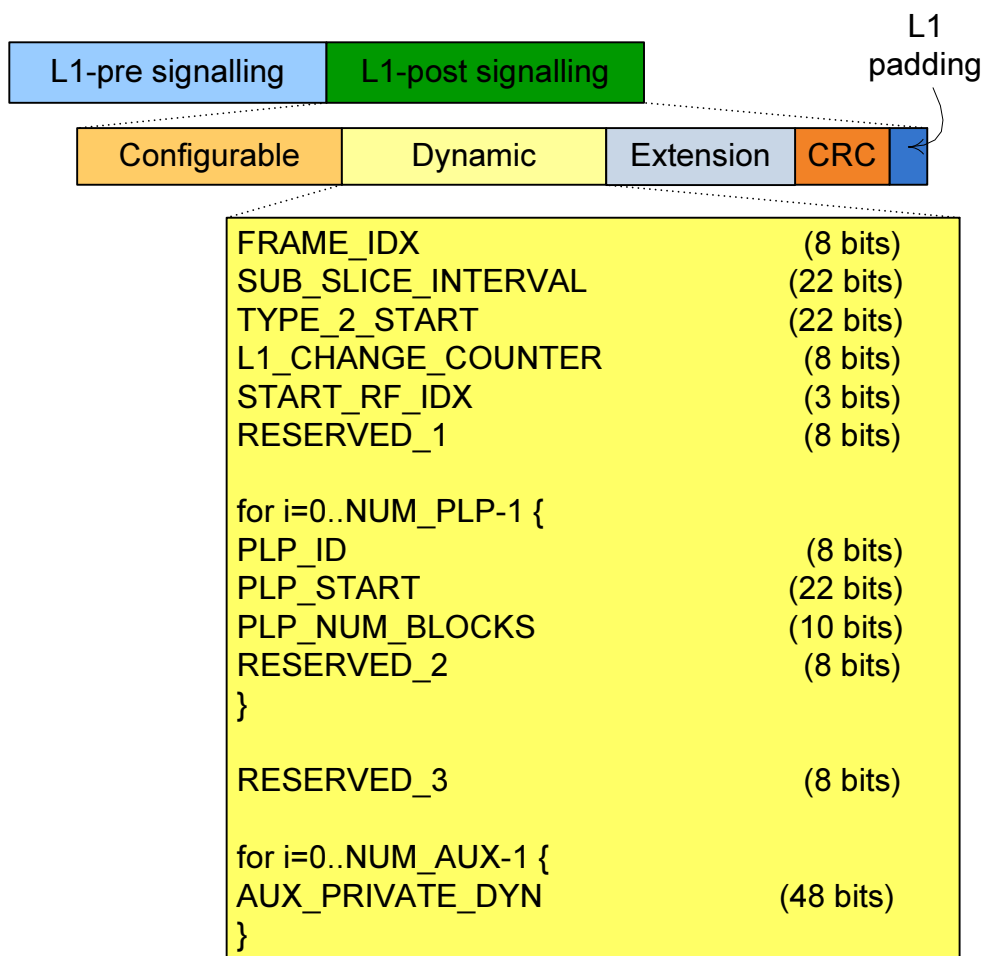 L1
padding
L1-pre signalling L1-post signalling
Configurable Dynamic Extension CRC
FRAME_IDX (8 bits)
SUB_SLICE_INTERVAL (22 bits)
TYPE_2_START (22 bits)
L1_CHANGE_COUNTER (8 bits)
START_RF_IDX (3 bits)
RESERVED_1 (8 bits)
for i=0..NUM_PLP-1 {
PLP_ID (8 bits)
PLP_START (22 bits)
PLP_NUM_BLOCKS (10 bits)
RESERVED_2 (8 bits)
}
RESERVED_3 (8 bits)
for i=0..NUM_AUX-1 {
AUX_PRIVATE_DYN (48 bits)
}